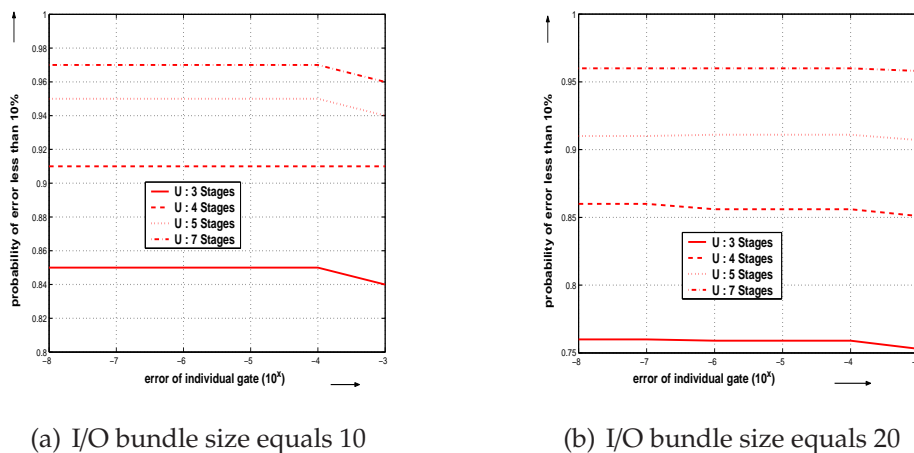 1
0.98
0.96
0.94
0.92
0.9
0.88
0.86
0.84
0.82
0.8
probability of error less than 10%
U : 3 Stages
U : 4 Stages
U : 5 Stages
U : 7 Stages
-8 -7 -6 -5 -4 -3
error of individual gate (10^x)
(a) I/O bundle size equals 10
1
0.95
0.9
0.85
0.8
0.75
probability of error less than 10%
U : 3 Stages
U : 4 Stages
U : 5 Stages
U : 7 Stages
-8 -7 -6 -5 -4
error of individual gate (10^x)
(b) I/O bundle size equals 20